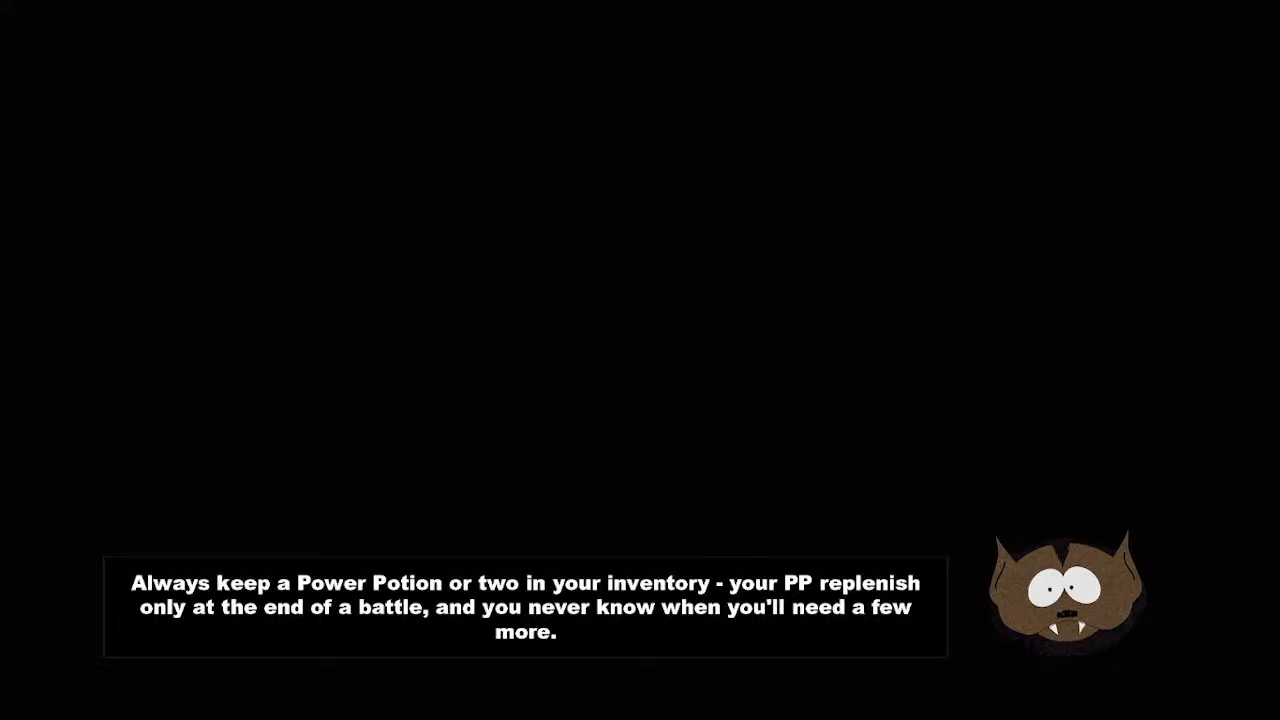 Always keep a Power Potion or two in your inventory - your PP replenish
only at the end of a battle, and you never know when you'll need a few
more.